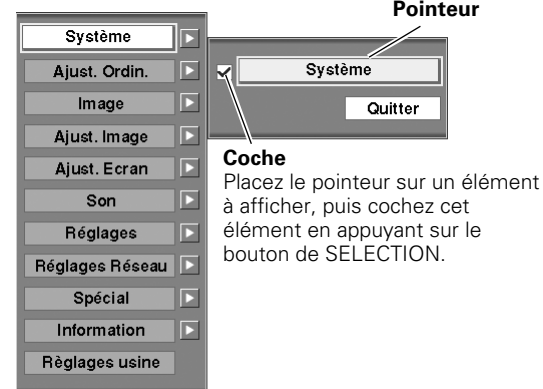 Pointeur
Système
Système
Ajust. Ordin.
Image
Quitter
Ajust. Image
Ajust. Ecran
Son
Réglages
Réglages Réseau
Spécial
Information
Règlages usine
Coche
Placez le pointeur sur un élément
à afficher, puis cochez cet
élément en appuyant sur le
bouton de SELECTION.